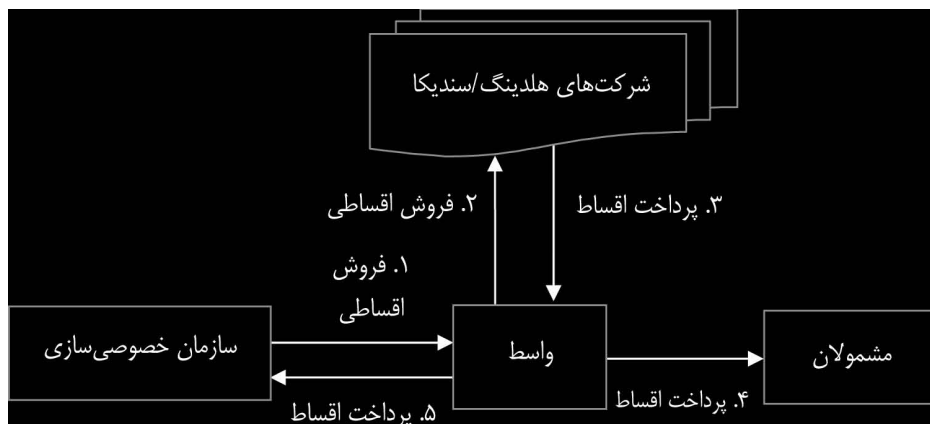 شرکت‌های هلدینگ/سندیکا
۲. فروش اقساطی
۳. پرداخت اقساط
۱. فروش
اقساطی
سازمان خصوصی‌سازی
واسط
مشمولان
۴. پرداخت اقساط
۵. پرداخت اقساط